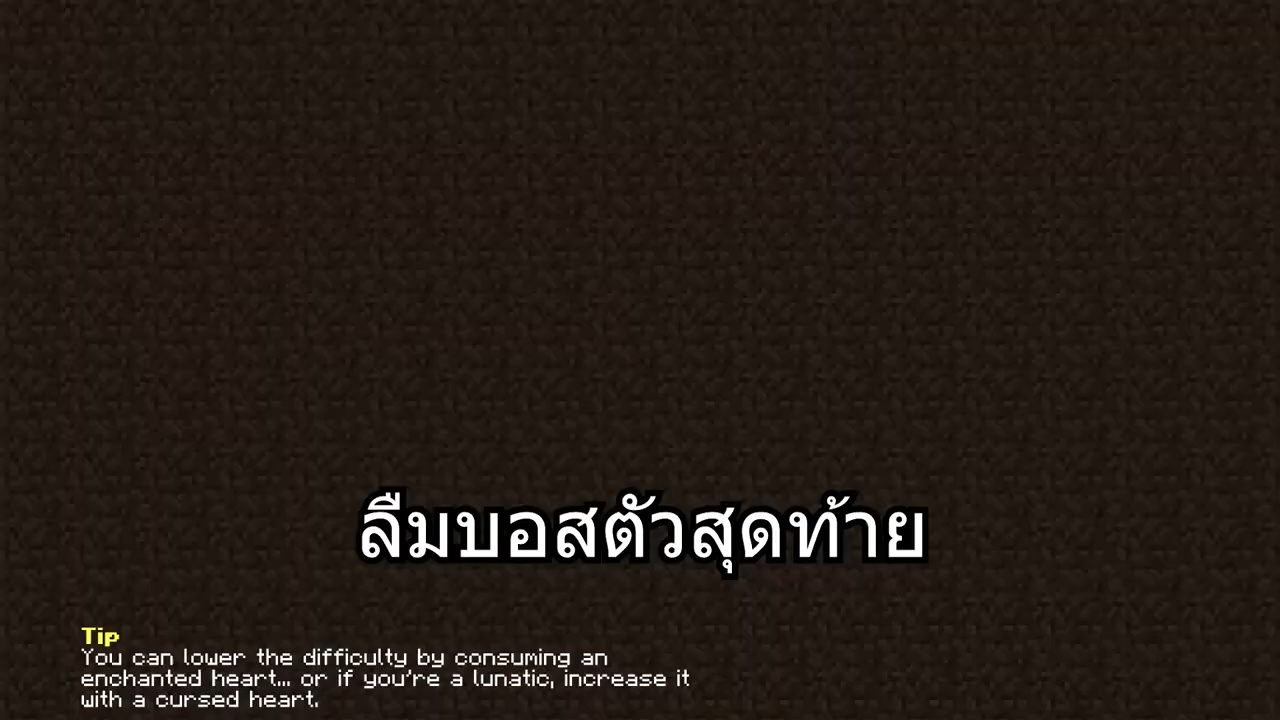 ลืมบอสตัวสุดท้าย
Tip
You can lower the difficulty by consuming an
enchanted heart... or if you're a lunatic, increase it
with a cursed heart.